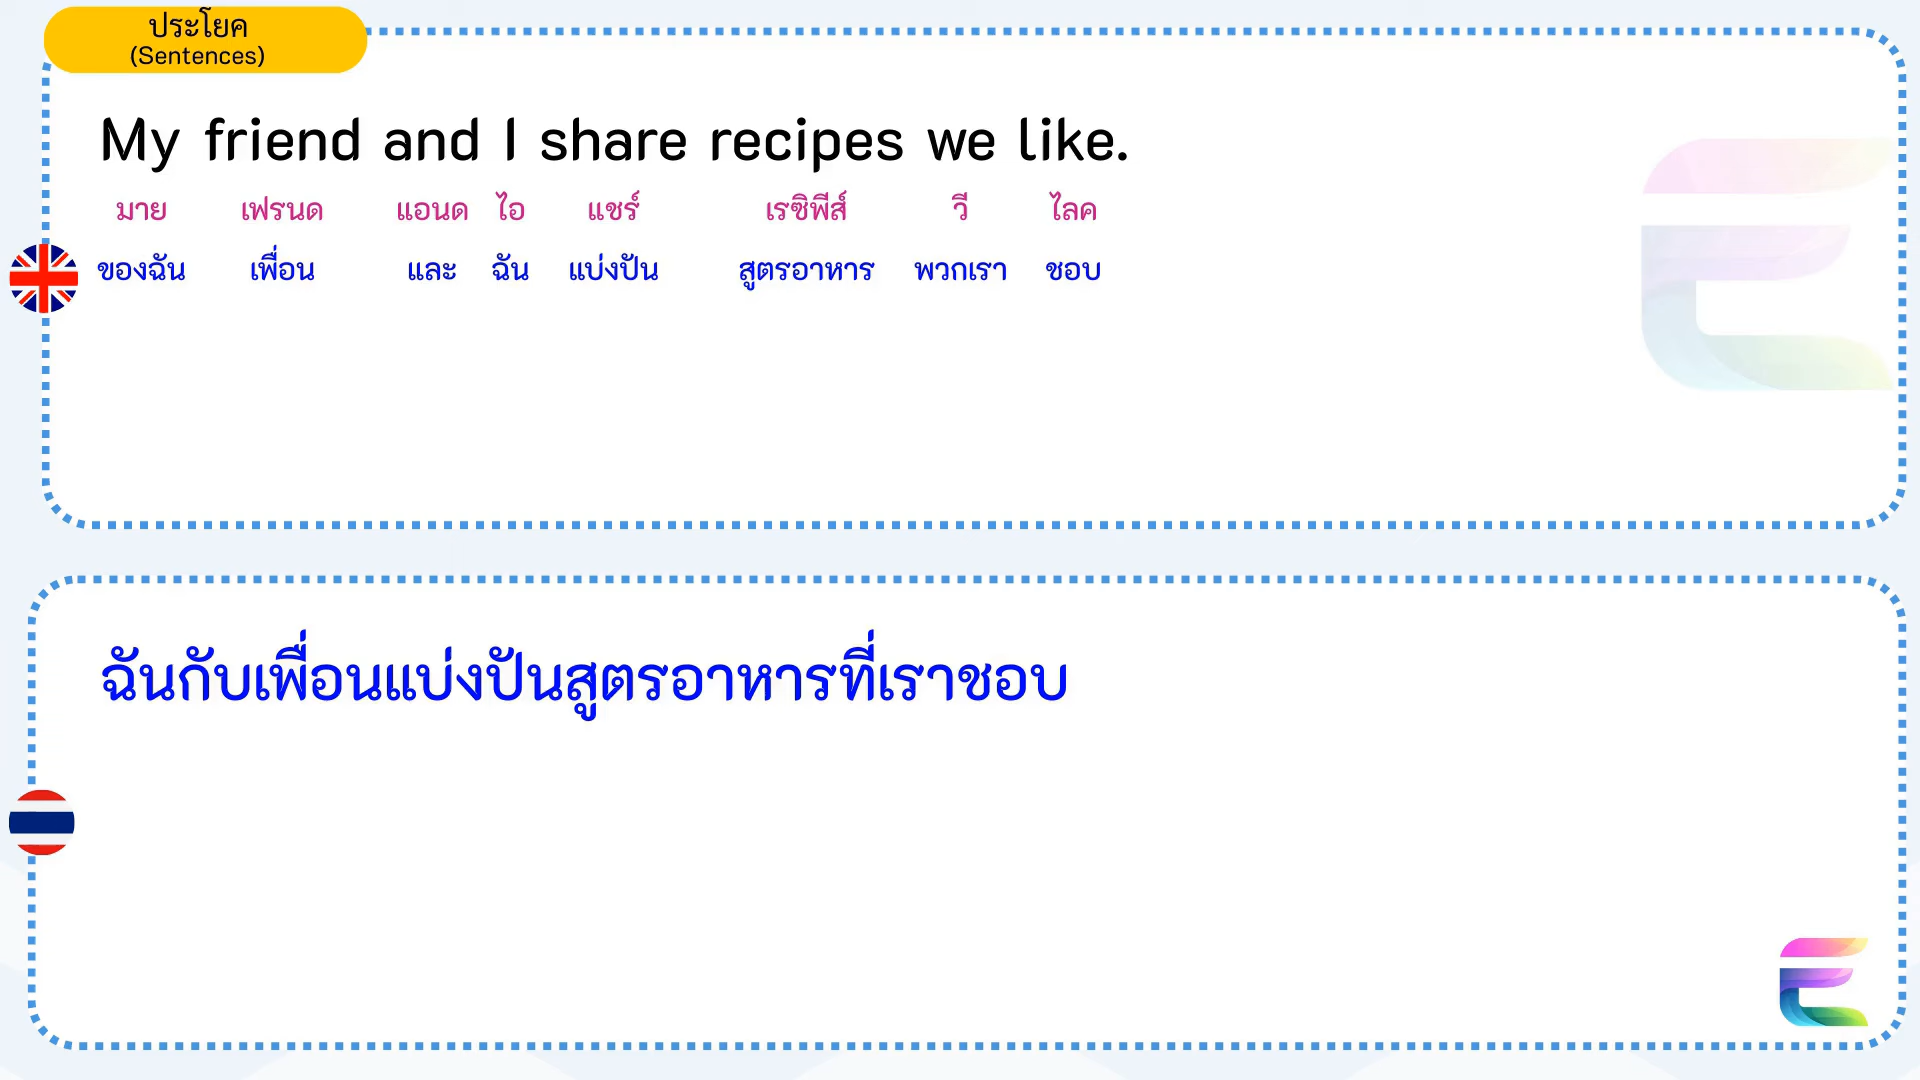 ประโยค
(Sentences)
My friend and I share recipes we like.
มาย เฟรนด แอนด ไอ แชร์ เรซิพีส์ วี ไลค
ของฉัน เพื่อน และ ฉัน แบ่งปัน สูตรอาหาร พวกเรา ชอบ
ฉันกับเพื่อนแบ่งปันสูตรอาหารที่เราชอบ